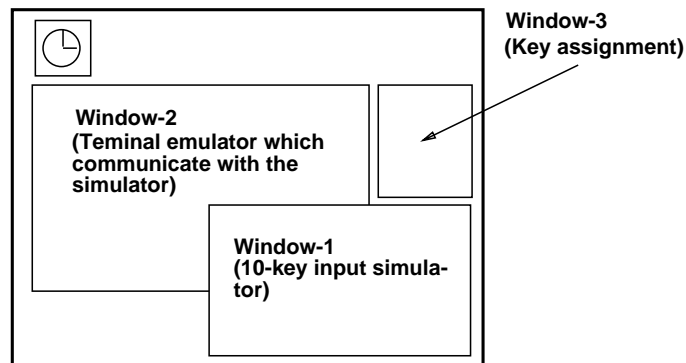 Window-3
(Key assignment)
Window-2
(Teminal emulator which
communicate with the
simulator)
Window-1
(10-key input simula-
tor)